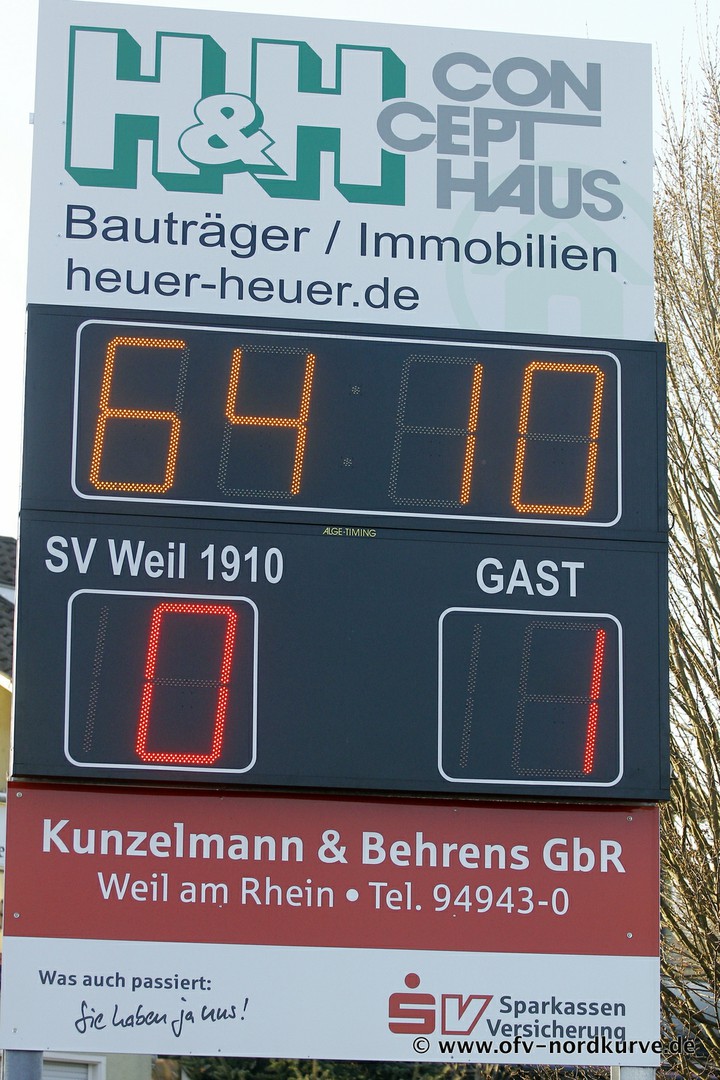 H&H CON
CEPT
HAUS
Bauträger / Immobilien
heuer-heuer.de
64 10
ALGE-TIMING
SV Weil 1910 GAST
0 1
Kunzelmann & Behrens GbR
Weil am Rhein • Tel. 94943-0
Was auch passiert:
Sie haben ja uns!
SV Sparkassen
Versicherung
© www.ofv-nordkurve.de